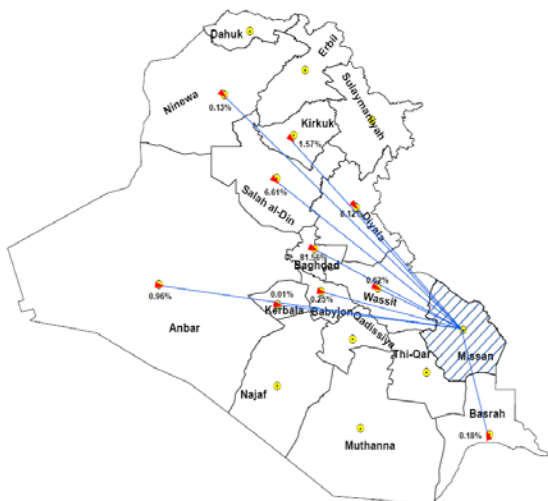 Dahuk
Erbil
Ninewa
0.13%
Sulaymaniyah
Kirkuk
1.57%
6.61%
Salah al-Din
8.12%
Diyala
81.56%
Baghdad
0.62%
Wassit
0.96%
0.01%
0.25%
Anbar
Kerbala
Babylon
Qadissiya
Thi-Qar
Missan
Najaf
Basrah
Muthanna
0.18%